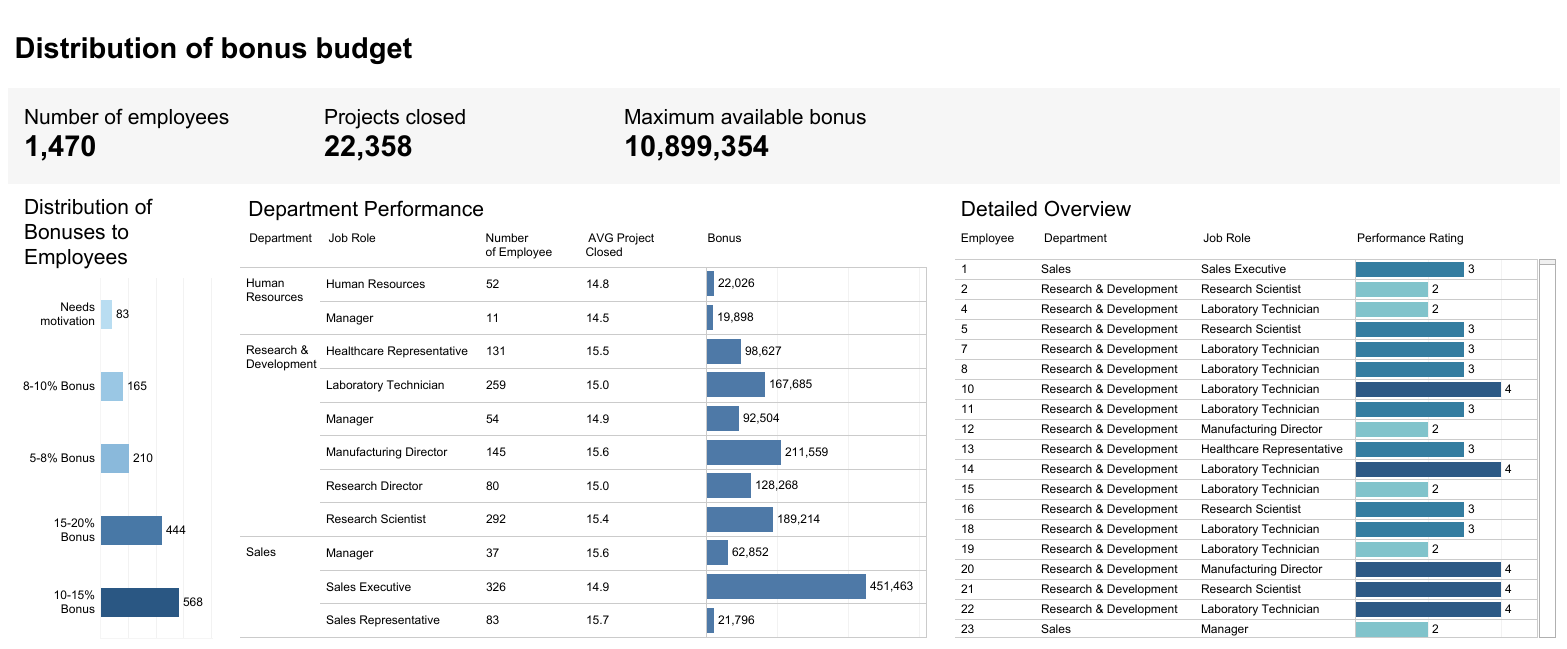 Distribution of bonus budget
Number of employees
1,470
Projects closed
22,358
Maximum available bonus
10,899,354
Distribution of
Bonuses to
Employees
Needs
motivation
83
8-10% Bonus 165
5-8% Bonus 210
15-20%
Bonus
444
10-15%
Bonus
568
Department Performance
Department Job Role Number of Employee AVG Project Closed Bonus
Human Resources
Human Resources 52 14.8 22,026
Manager 11 14.5 19,898
Research & Development
Healthcare Representative 131 15.5 98,627
Laboratory Technician 259 15.0 167,685
Manager 54 14.9 92,504
Manufacturing Director 145 15.6 211,559
Research Director 80 15.0 128,268
Research Scientist 292 15.4 189,214
Sales
Manager 37 15.6 62,852
Sales Executive 326 14.9 451,463
Sales Representative 83 15.7 21,796
Detailed Overview
Employee Department Job Role Performance Rating
1 Sales Sales Executive 3
2 Research & Development Research Scientist 2
4 Research & Development Laboratory Technician 2
5 Research & Development Research Scientist 3
7 Research & Development Laboratory Technician 3
8 Research & Development Laboratory Technician 3
10 Research & Development Laboratory Technician 4
11 Research & Development Laboratory Technician 3
12 Research & Development Manufacturing Director 2
13 Research & Development Healthcare Representative 3
14 Research & Development Laboratory Technician 4
15 Research & Development Laboratory Technician 2
16 Research & Development Research Scientist 3
18 Research & Development Laboratory Technician 3
19 Research & Development Laboratory Technician 2
20 Research & Development Manufacturing Director 4
21 Research & Development Research Scientist 4
22 Research & Development Laboratory Technician 4
23 Sales Manager 2